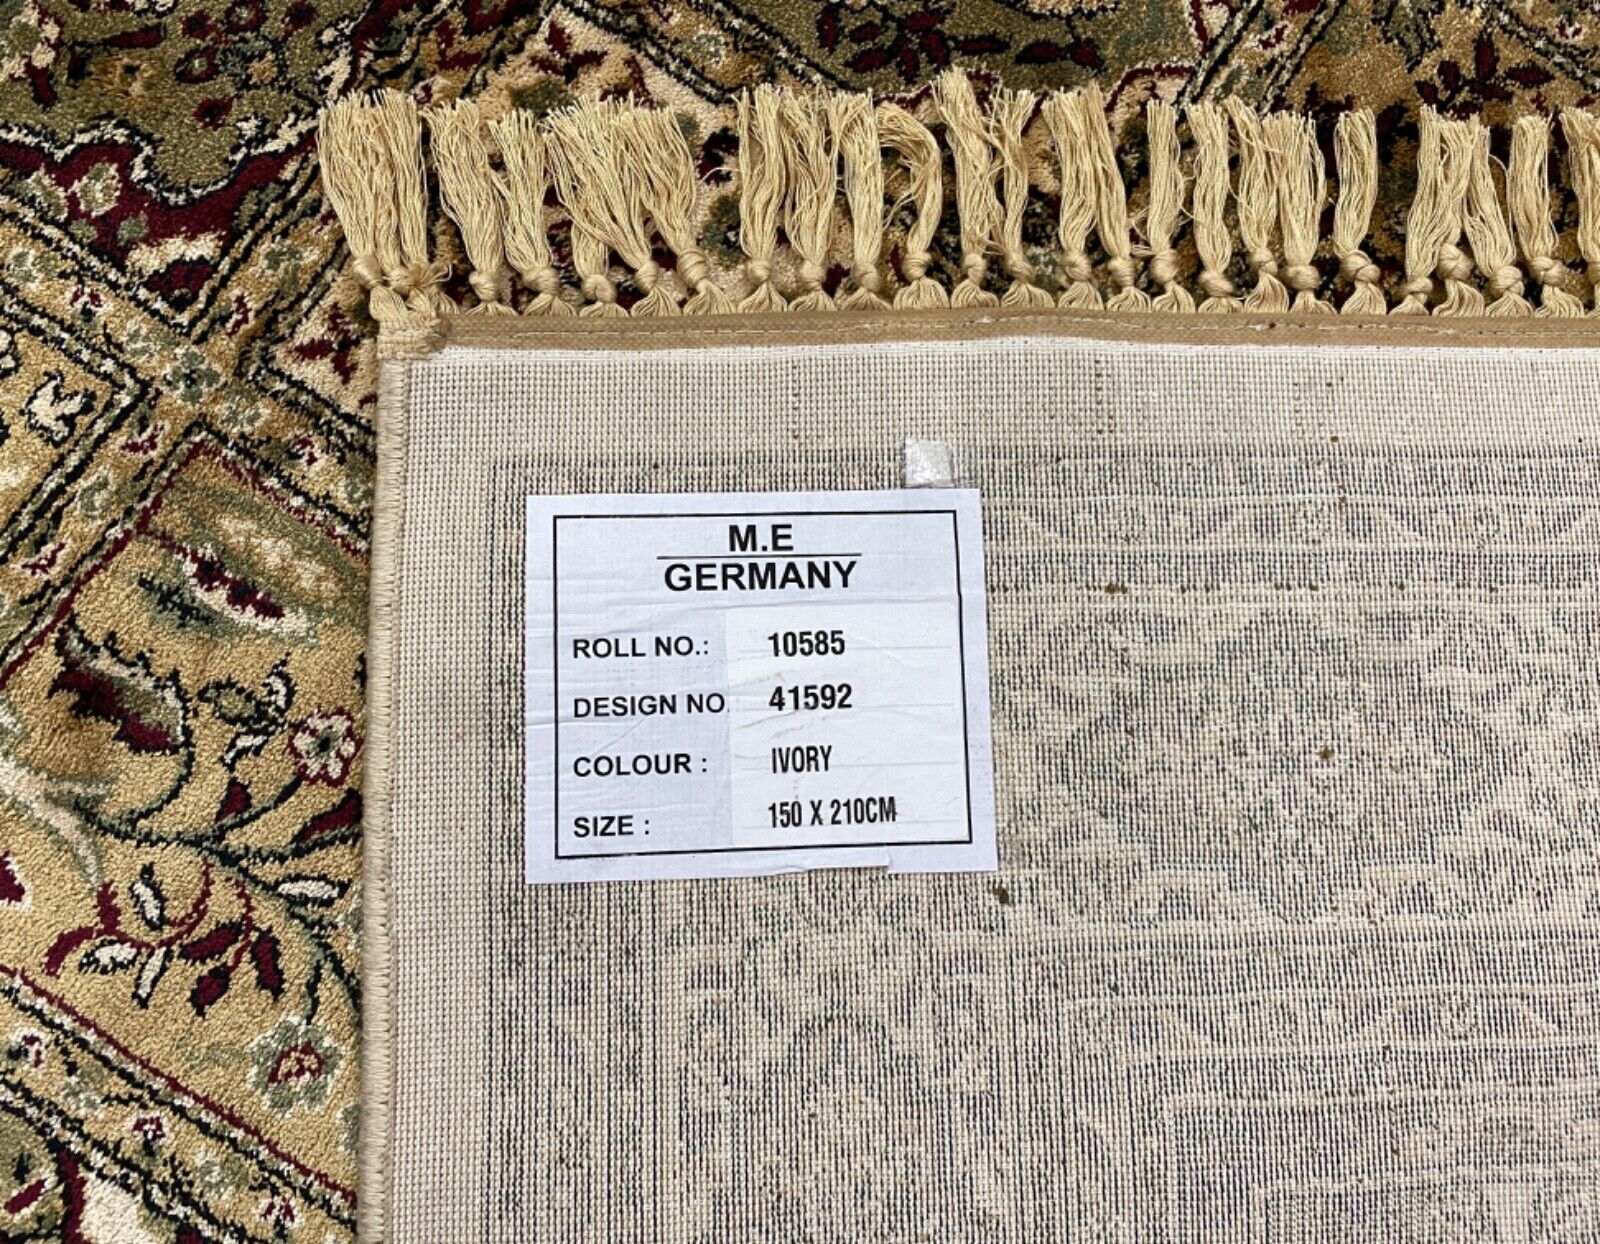 M.E
GERMANY
ROLL NO.: 10585
DESIGN NO 41592
COLOUR : IVORY
SIZE : 150 X 210CM